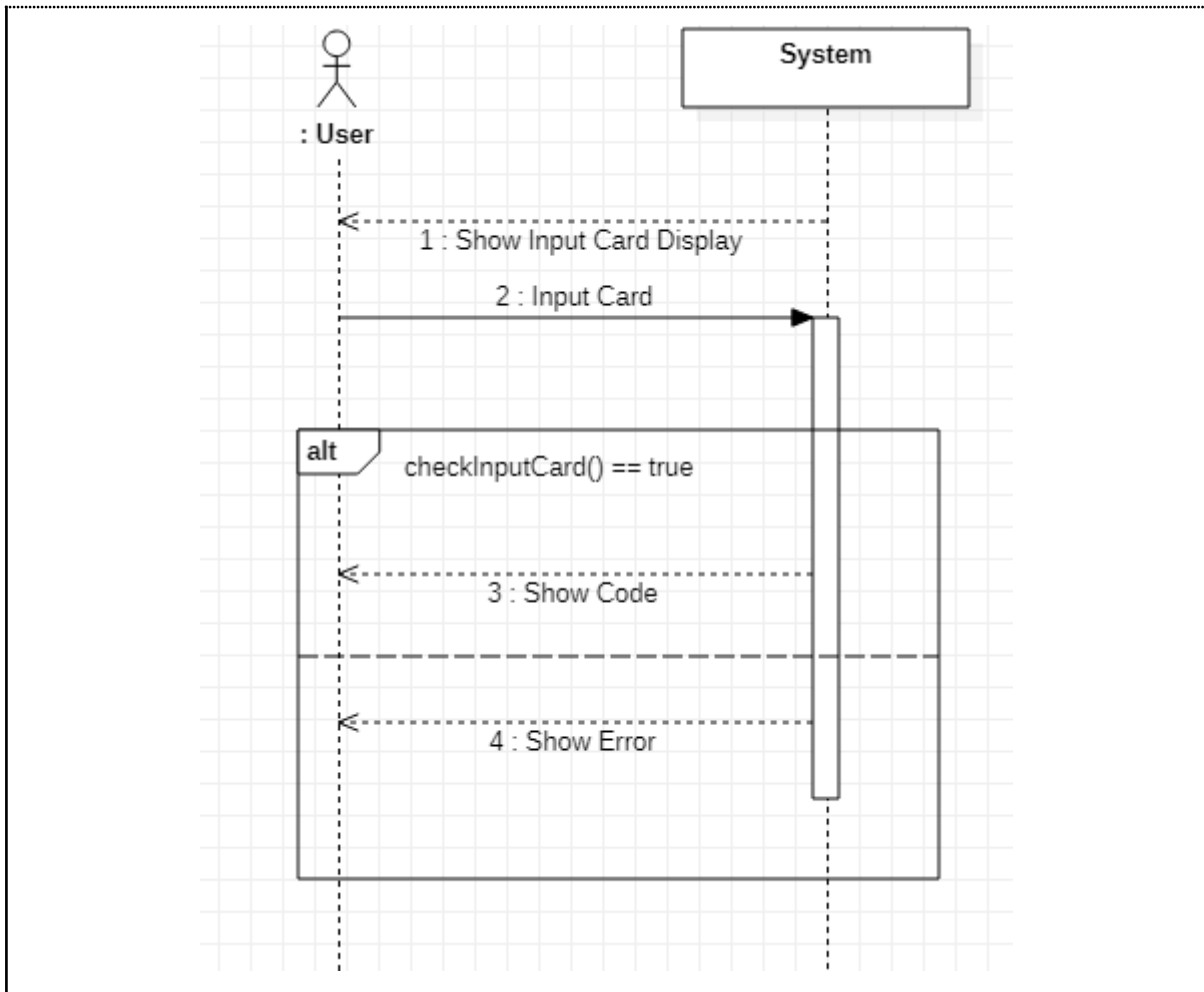 System
: User
1 : Show Input Card Display
2 : Input Card
alt
checkInputCard() == true
3 : Show Code
4 : Show Error